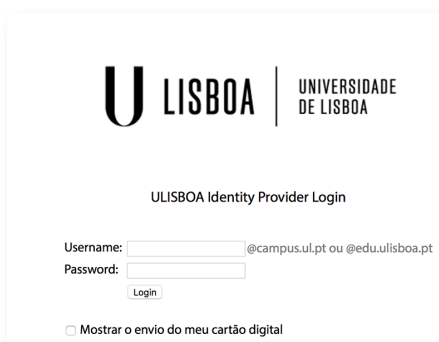 U LISBOA | UNIVERSIDADE
DE LISBOA
ULISBOA Identity Provider Login
Username: @campus.ul.pt ou @edu.ulisboa.pt
Password:
Login
Mostrar o envio do meu cartão digital